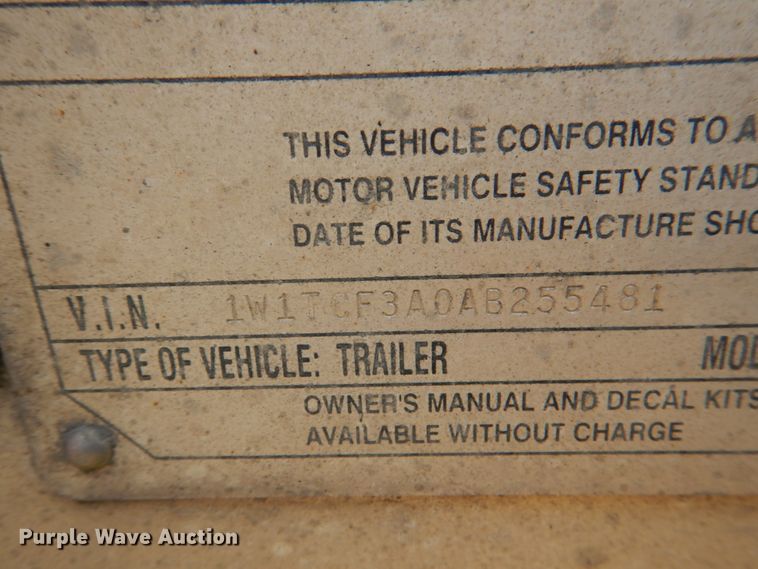 THIS VEHICLE CONFORMS TO A
MOTOR VEHICLE SAFETY STAND
DATE OF ITS MANUFACTURE SHO
V.I.N. 1W1TCF3A0AB255481
TYPE OF VEHICLE: TRAILER MOD
OWNER'S MANUAL AND DECAL KITS
AVAILABLE WITHOUT CHARGE
Purple Wave Auction